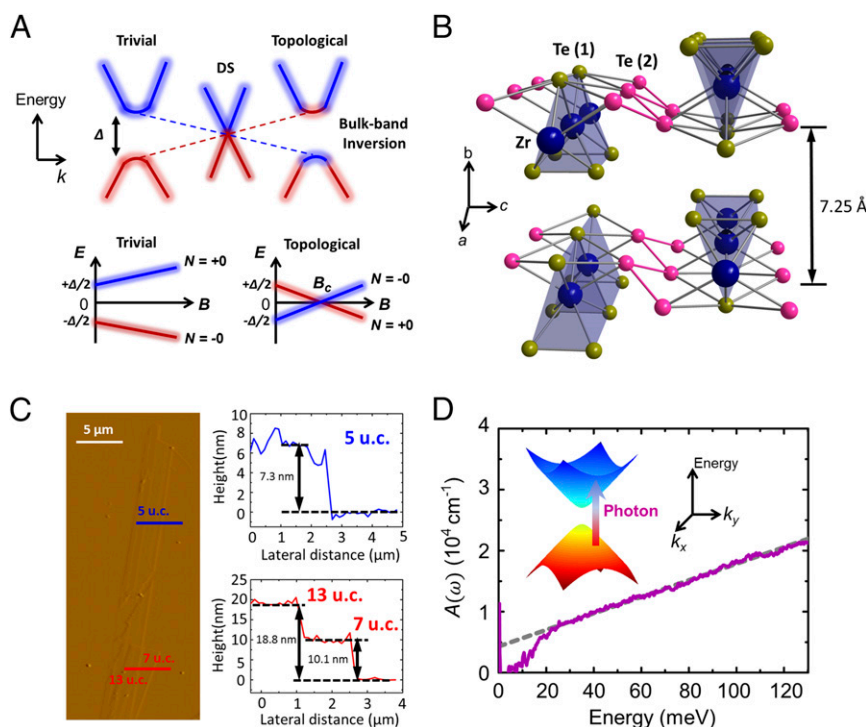 A
Trivial
DS
Topological
Energy
Δ
k
Bulk-band
Inversion
E
Trivial
N = +0
+Δ/2
0
B
-Δ/2
N = -0
E
Topological
+Δ/2
B_c
N = -0
0
B
-Δ/2
N = +0
B
Te (1)
Te (2)
Zr
b
c
a
7.25 Å
C
5 µm
5 u.c.
7 u.c.
13 u.c.
10
8
6
4
2
0
Height(nm)
5 u.c.
7.3 nm
0 1 2 3 4 5
Lateral distance (µm)
25
20
15
10
5
0
Height(nm)
13 u.c.
7 u.c.
18.8 nm
10.1 nm
0 1 2 3 4
Lateral distance (µm)
D
4
3
2
1
0
A(ω) (10⁴ cm⁻¹)
Photon
Energy
k_y
k_x
0 20 40 60 80 100 120
Energy (meV)